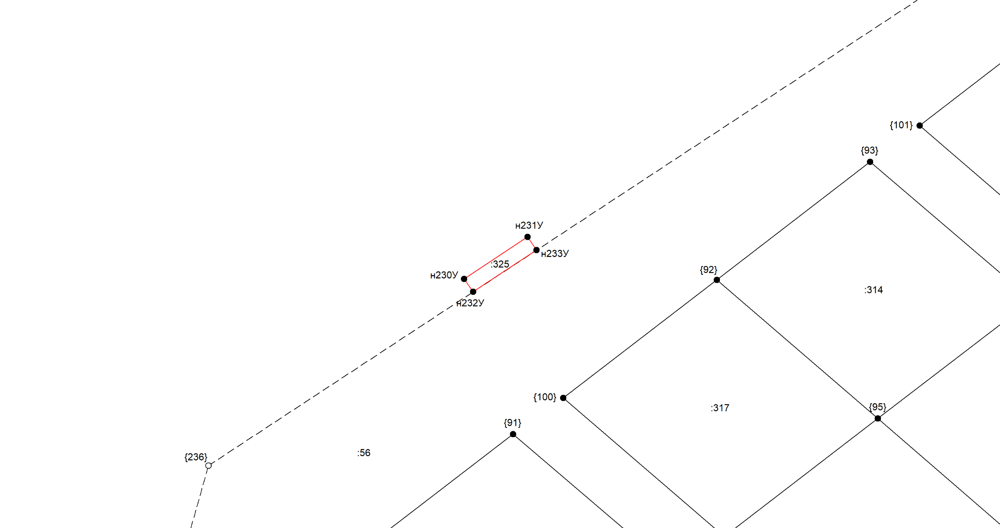 {101}
{93}
н231У
н233У
:325
{92}
н230У
:314
н232У
{100}
:317
{95}
{91}
:56
{236}